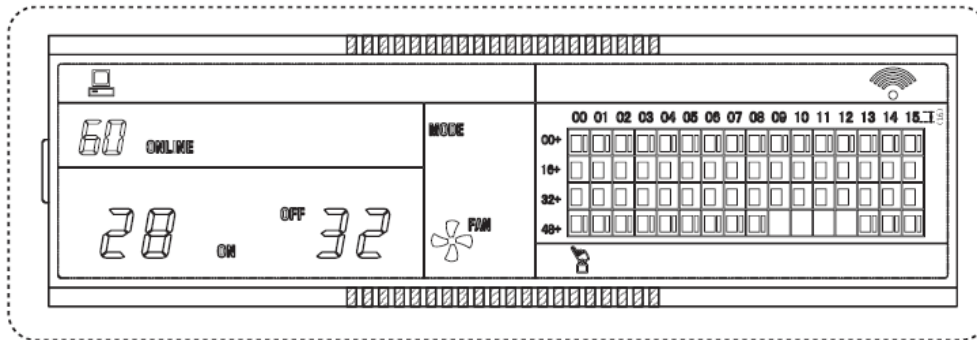 00 01 02 03 04 05 06 07 08 09 10 11 12 13 14 15 (16)
60 ONLINE
MODE
00+
16+
32+
48+
28 ON
OFF 32
FAN